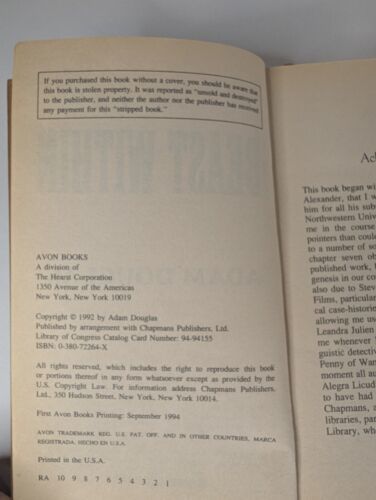 If you purchased this book without a cover, you should be aware that
this book is stolen property. It was reported as "unsold and destroyed"
to the publisher, and neither the author nor the publisher has received
any payment for this "stripped book."
AVON BOOKS
A division of
The Hearst Corporation
1350 Avenue of the Americas
New York, New York 10019
Copyright © 1992 by Adam Douglas
Published by arrangement with Chapmans Publishers, Ltd.
Library of Congress Catalog Card Number: 94-94155
ISBN: 0-380-72264-X
All rights reserved, which includes the right to reproduce this book
or portions thereof in any form whatsoever except as provided by the
U.S. Copyright Law. For information address Chapmans Publishers,
Ltd., 350 Hudson Street, New York, New York 10014.
First Avon Books Printing: September 1994
AVON TRADEMARK REG. U.S. PAT. OFF. AND IN OTHER COUNTRIES, MARCA
REGISTRADA, HECHO EN U.S.A.
Printed in the U.S.A.
RA 10 9 8 7 6 5 4 3 2 1
Ack
This book began wi
Alexander, that I w
him for all his sub
Northwestern Unive
me in the course
pointers than could
to a number of so
chapter seven ob
published work, I
genesis in our co
also due to Stev
Films, particular
cal case-histories
allowing me use
Leandra Julien
me whenever I
guistic detectiv
Penny of War
moment all au
Alegra Licud
to have had
Chapmans, a
libraries, part
Library, wh